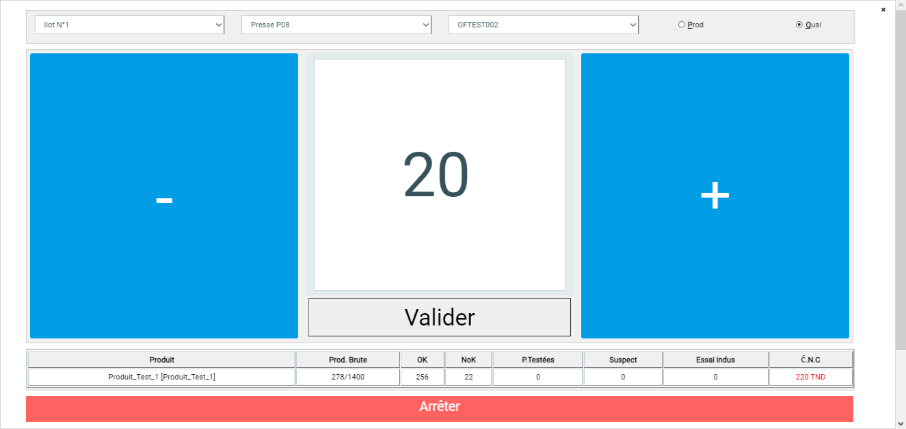 Ilot N°1 Presse P08 OFTEST002 Prod Qual
- 20 +
Valider
Produit Prod. Brute OK NoK P.Testées Suspect Essai Indus Ċ.N.C
Produit_Test_1 [Produit_Test_1] 278/1400 256 22 0 0 0 220 TND
Arrêter